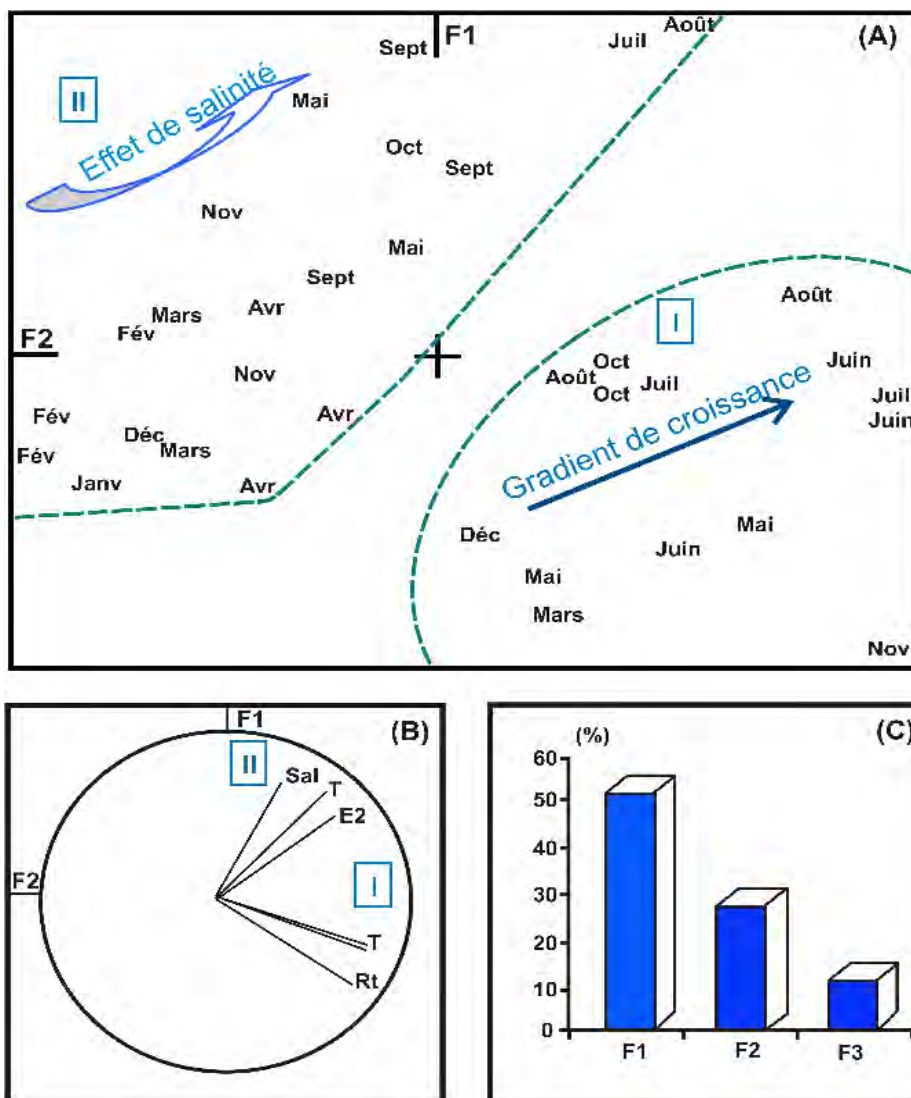 Sept F1 Juil Août (A)
II Effet de salinité Mai
Oct Sept
Nov Mai
Sept
Mars Avr Août
Fév I
F2
Nov Oct Juin
Août Juil
Oct Juil
Fév Avr Juin
Déc Gradient de croissance
Fév Mars
Janv Avr
Déc Mai
Juin
Mai
Mars
Nov
F1 (B)
II
Sal T
E2
F2 I
T
Rt
(%) (C)
60
50
40
30
20
10
0
F1 F2 F3